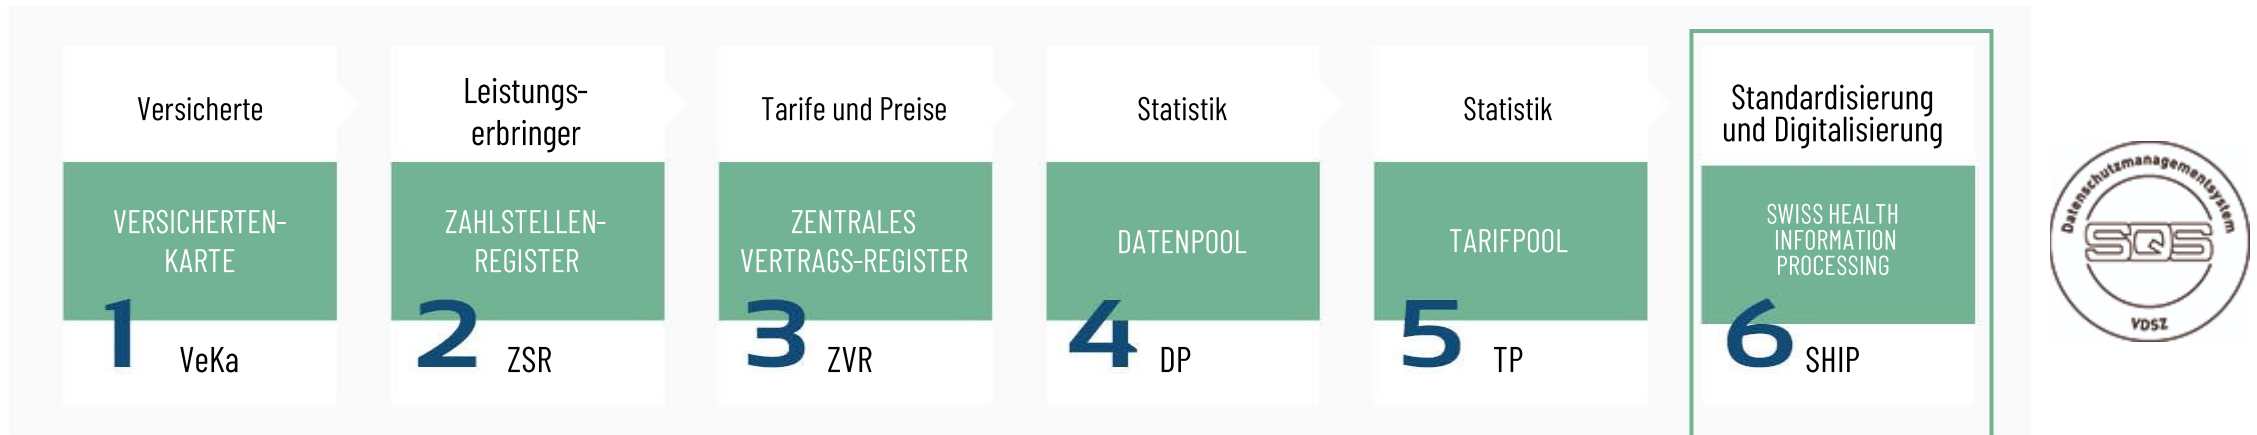 Versicherte
VERSICHERTEN-
KARTE
1 VeKa
Leistungs-
erbringer
ZAHLSTELLEN-
REGISTER
2 ZSR
Tarife und Preise
ZENTRALES
VERTRAGS-REGISTER
3 ZVR
Statistik
DATENPOOL
4 DP
Statistik
TARIFPOOL
5 TP
Standardisierung
und Digitalisierung
SWISS HEALTH
INFORMATION
PROCESSING
6 SHIP
Datenschutzmanagementsystem
SQS
VDSZ